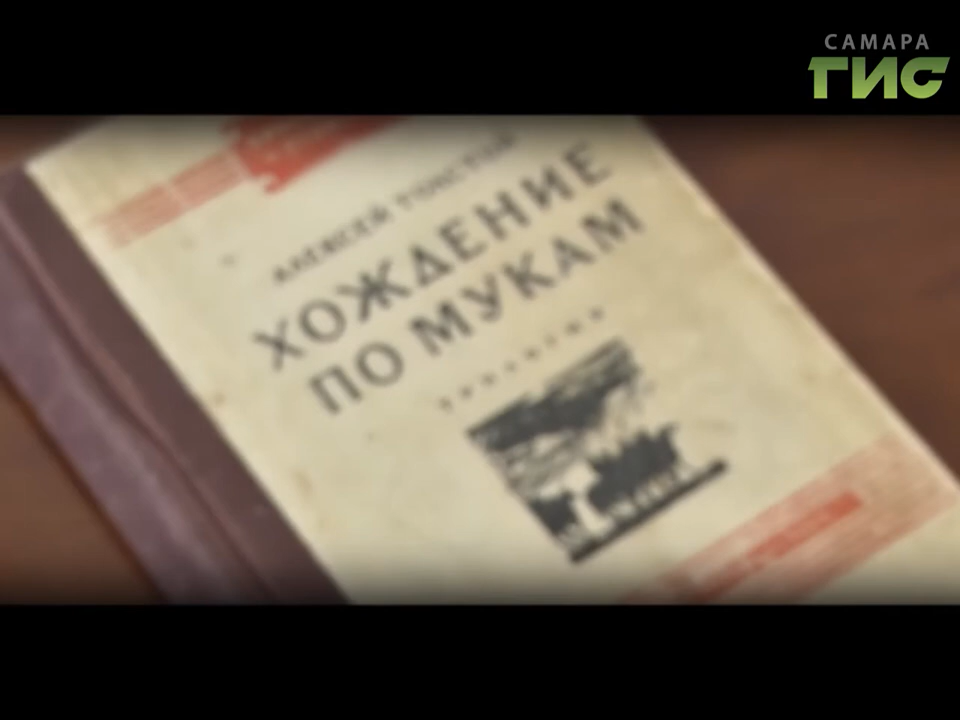 САМАРА
ГИС
АЛЕКСЕЙ ТОЛСТОЙ
ХОЖДЕНИЕ
ПО МУКАМ